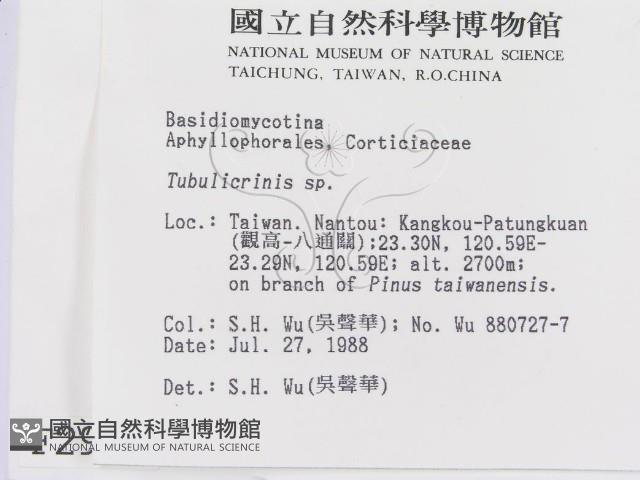 國立自然科學博物館
NATIONAL MUSEUM OF NATURAL SCIENCE
TAICHUNG, TAIWAN, R.O.CHINA
Basidiomycotina
Aphyllophorales, Corticiaceae
Tubulicrinis sp.
Loc.: Taiwan. Nantou: Kangkou-Patungkuan
(觀高-八通關);23.30N, 120.59E-
23.29N, 120.59E; alt. 2700m;
on branch of Pinus taiwanensis.
Col.: S.H. Wu(吳聲華); No. Wu 880727-7
Date: Jul. 27, 1988
Det.: S.H. Wu(吳聲華)
國立自然科學博物館
NATIONAL MUSEUM OF NATURAL SCIENCE